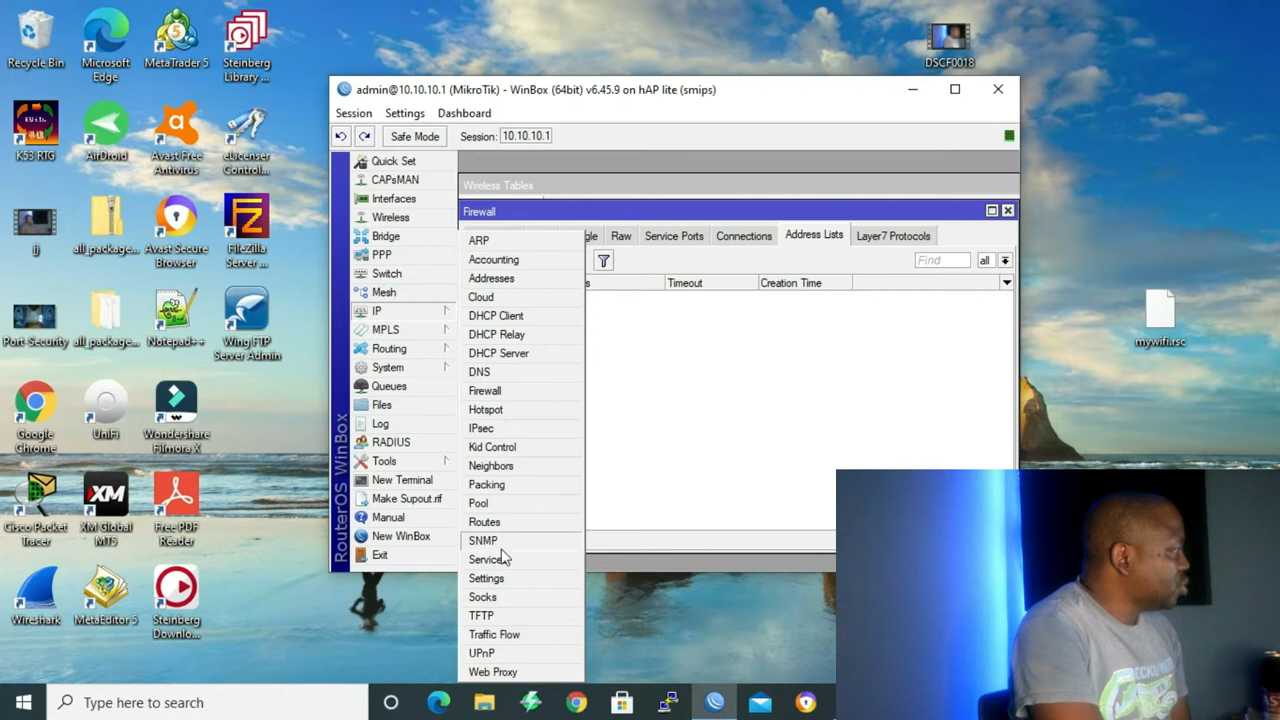 Recycle Bin
Microsoft
Edge
MetaTrader 5
Steinberg
Library ...
DSCF0018
K53 RTG
AirDroid
Avast Free
Antivirus
eLicenser
Control...
jj
all_package...
Avast Secure
Browser
FileZilla
Server ...
Port-Security
all_package...
Notepad++
Wing FTP
Server Admin
Google
Chrome
UniFi
Wondershare
Filmora X
Cisco Packet
Tracer
XM Global
MT5
Free PDF
Reader
Wireshark
MetaEditor 5
Steinberg
Downlo...
mywifi.rsc
admin@10.10.10.1 (MikroTik) - WinBox (64bit) v6.45.9 on hAP lite (smips)
Session Settings Dashboard
Safe Mode Session: 10.10.10.1
RouterOS WinBox
Quick Set
CAPsMAN
Interfaces
Wireless
Bridge
PPP
Switch
Mesh
IP
MPLS
Routing
System
Queues
Files
Log
RADIUS
Tools
New Terminal
Make Supout.rif
Manual
New WinBox
Exit
Wireless Tables
Firewall
Raw Service Ports Connections Address Lists Layer7 Protocols
Find all
Timeout Creation Time
ARP
Accounting
Addresses
Cloud
DHCP Client
DHCP Relay
DHCP Server
DNS
Firewall
Hotspot
IPsec
Kid Control
Neighbors
Packing
Pool
Routes
SNMP
Services
Settings
Socks
TFTP
Traffic Flow
UPnP
Web Proxy
Type here to search